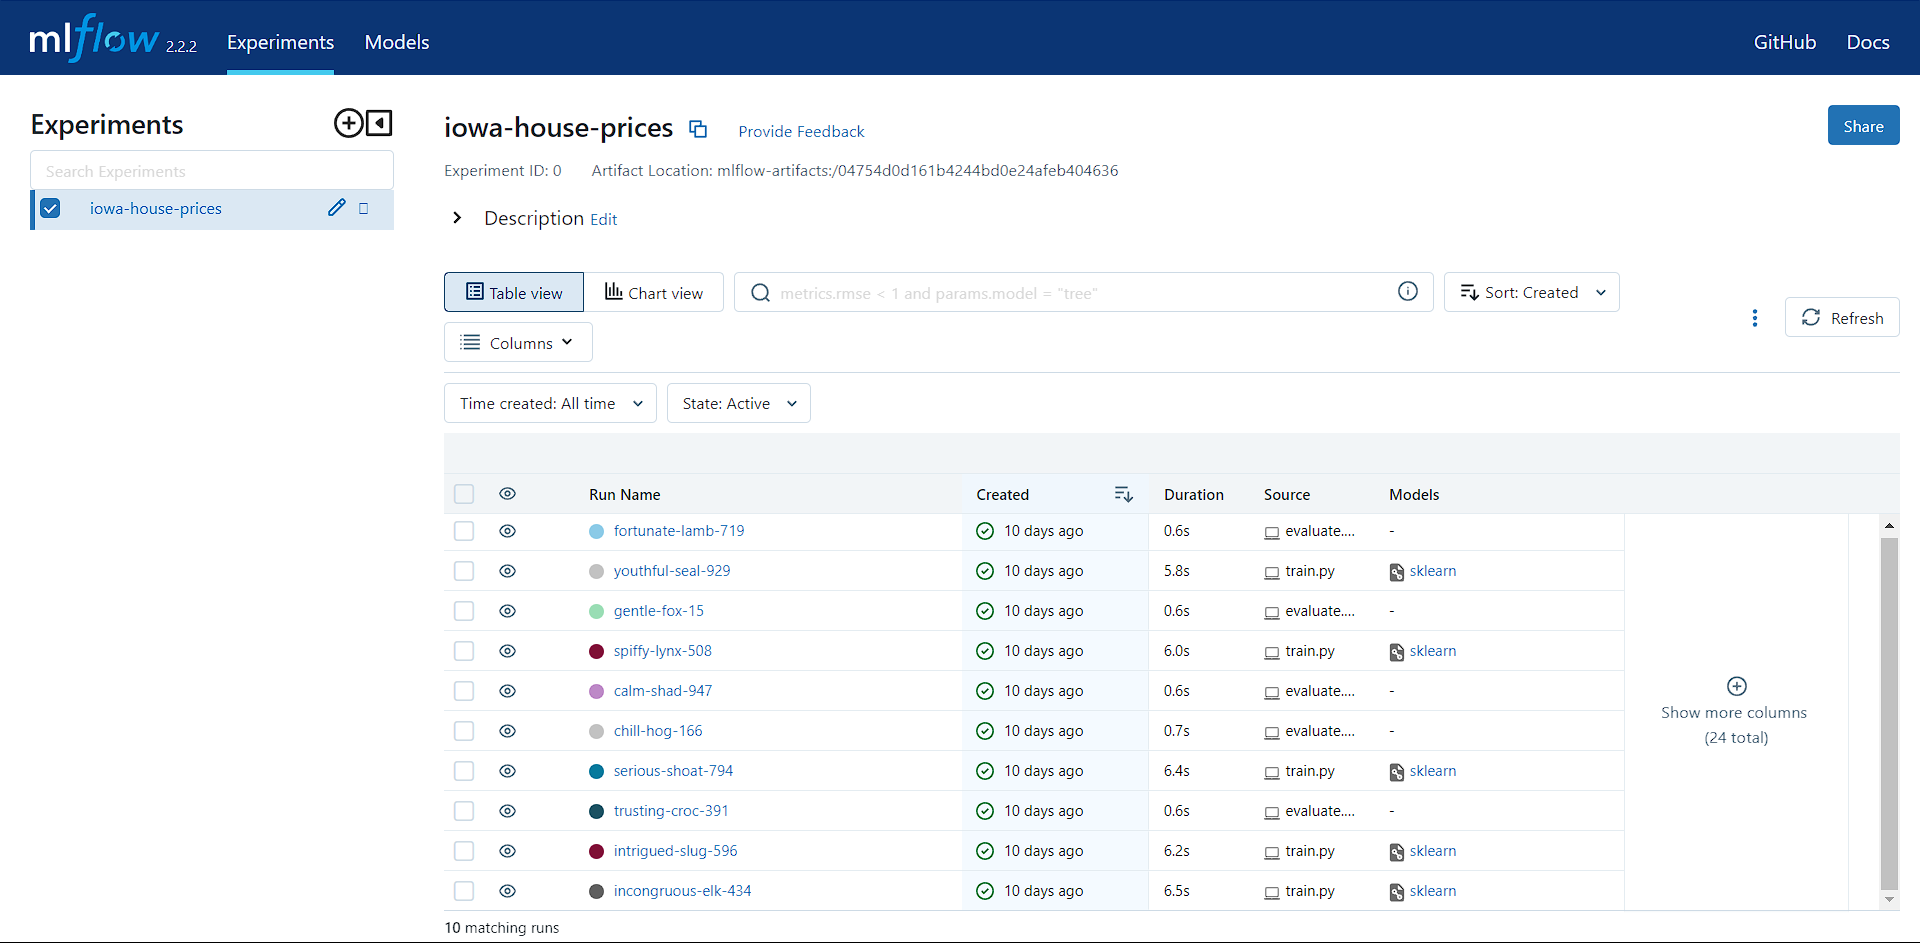 mlflow 2.2.2 Experiments Models GitHub Docs
Experiments
Search Experiments
iowa-house-prices
iowa-house-prices Provide Feedback Share
Experiment ID: 0 Artifact Location: mlflow-artifacts:/04754d0d161b4244bd0e24afeb404636
Description Edit
Table view Chart view metrics.rmse < 1 and params.model = "tree" Sort: Created
Refresh
Columns
Time created: All time State: Active
Run Name Created Duration Source Models
fortunate-lamb-719 10 days ago 0.6s evaluate.... -
youthful-seal-929 10 days ago 5.8s train.py sklearn
gentle-fox-15 10 days ago 0.6s evaluate.... -
spiffy-lynx-508 10 days ago 6.0s train.py sklearn
calm-shad-947 10 days ago 0.6s evaluate.... -
chill-hog-166 10 days ago 0.7s evaluate.... -
serious-shoat-794 10 days ago 6.4s train.py sklearn
trusting-croc-391 10 days ago 0.6s evaluate.... -
intrigued-slug-596 10 days ago 6.2s train.py sklearn
incongruous-elk-434 10 days ago 6.5s train.py sklearn
Show more columns
(24 total)
10 matching runs